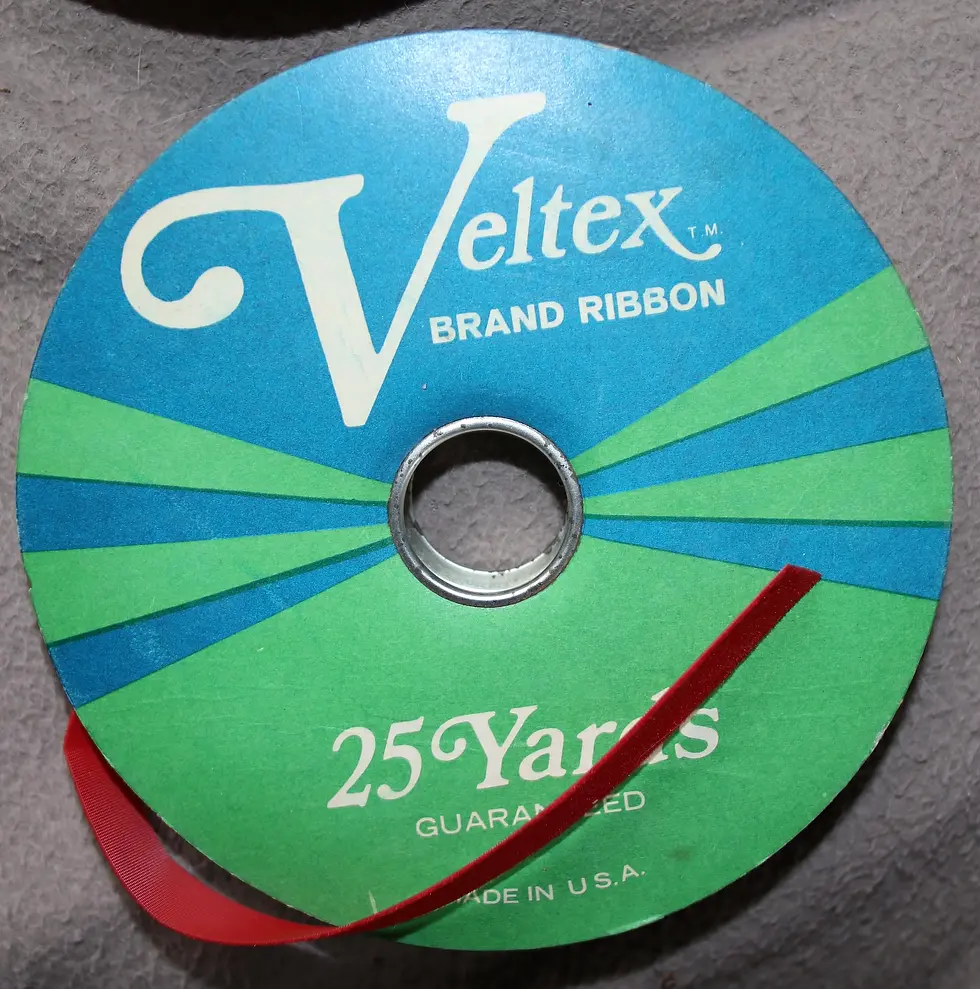 Veltex T.M.
BRAND RIBBON
25 Yards
GUARANTEED
MADE IN U.S.A.